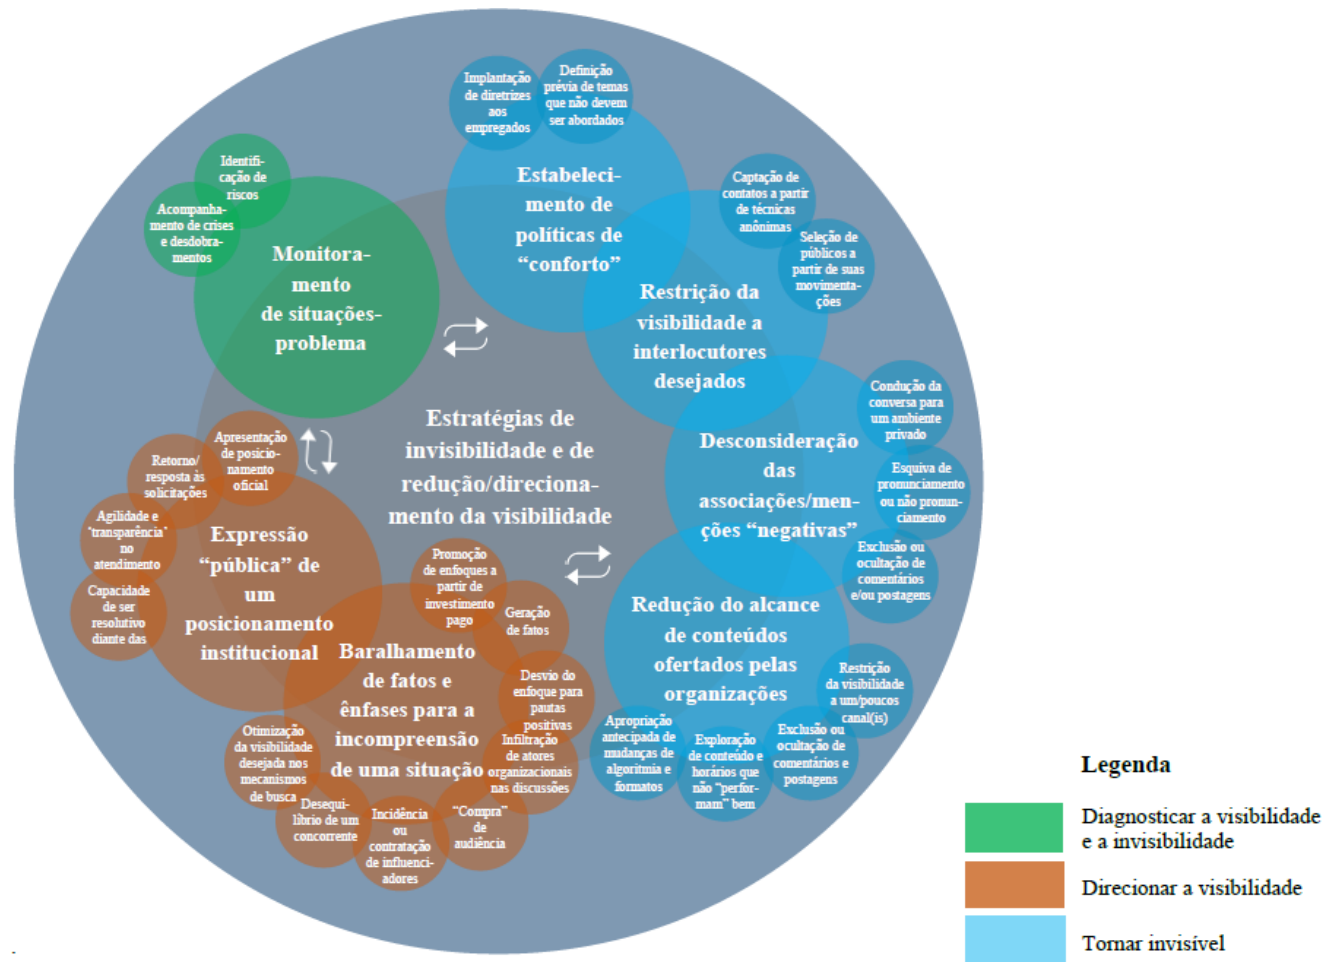 Implantação
de diretrizes
aos
empregados
Definição
prévia de temas
que não devem
ser abordados
Estabeleci-
mento de
políticas de
“conforto”
Captação de
contatos a partir
de técnicas
anônimas
Seleção de
públicos a
partir de suas
movimenta-
ções
Restrição da
visibilidade a
interlocutores
desejados
Identifi-
cação de
riscos
Acompanha-
mento de crises
e desdobra-
mentos
Monitora-
mento
de situações-
problema
Condução da
conversa para
um ambiente
privado
Esquiva de
pronunciamento
ou não pronun-
ciamento
Exclusão ou
ocultação de
comentários
e/ou postagens
Desconsideração
das
associações/men-
ções “negativas”
Estratégias de
invisibilidade e de
redução/direciona-
mento da visibilidade
Apresentação
de posicio-
namento
oficial
Retorno/
resposta às
solicitações
Agilidade e
‘transparência’
no
atendimento
Capacidade
de ser
resolutivo
diante das
Expressão
“pública” de
um
posicionamento
institucional
Promoção
de enfoques a
partir de
investimento
pago
Geração
de fatos
Desvio do
enfoque para
pautas
positivas
Infiltração
de atores
organizacionais
nas discussões
“Compra”
de
audiência
Incidência
ou
contratação
de influenci-
adores
Desequi-
líbrio de um
concorrente
Otimização
da visibilidade
desejada nos
mecanismos
de busca
Baralhamento
de fatos e
ênfases para a
incompreensão
de uma situação
Redução do alcance
de conteúdos
ofertados pelas
organizações
Restrição
da visibilidade
a um/poucos
canal(is)
Exclusão ou
ocultação de
comentários e
postagens
Exploração
de conteúdo e
horários que
não “perfor-
mam” bem
Apropriação
antecipada de
mudanças de
algoritmia e
formatos
Legenda
Diagnosticar a visibilidade
e a invisibilidade
Direcionar a visibilidade
Tornar invisível